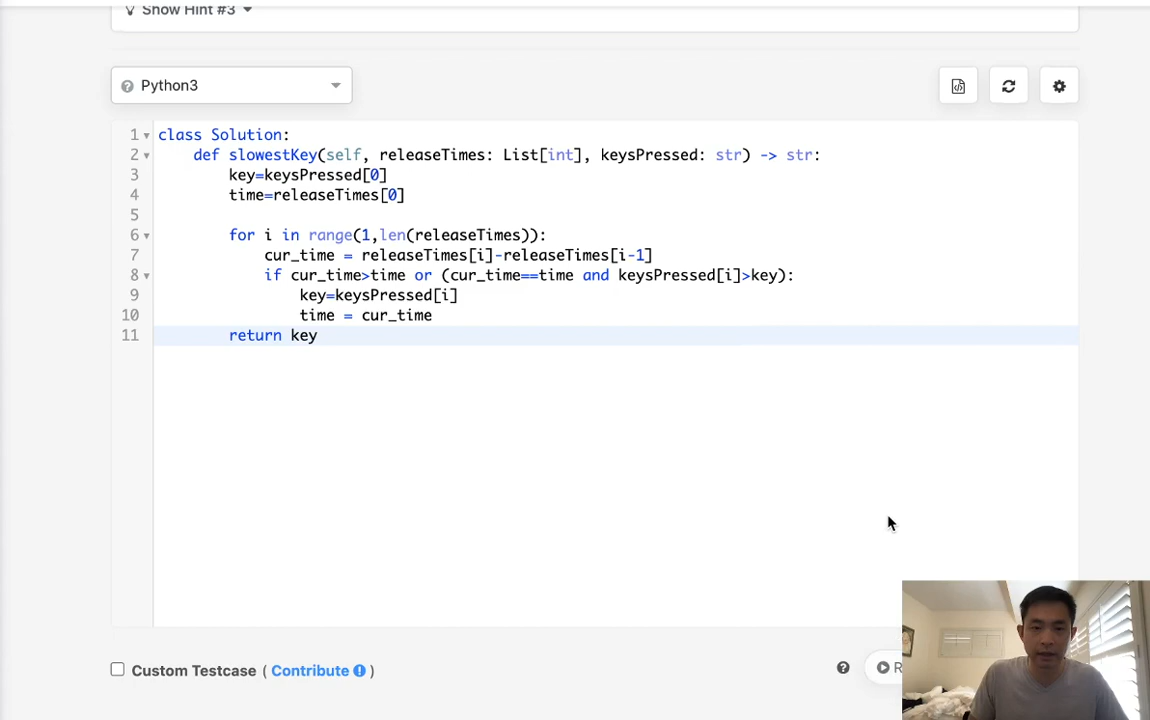 Show Hint #3
Python3
1 class Solution:
2 def slowestKey(self, releaseTimes: List[int], keysPressed: str) -> str:
3 key=keysPressed[0]
4 time=releaseTimes[0]
5
6 for i in range(1,len(releaseTimes)):
7 cur_time = releaseTimes[i]-releaseTimes[i-1]
8 if cur_time>time or (cur_time==time and keysPressed[i]>key):
9 key=keysPressed[i]
10 time = cur_time
11 return key
Custom Testcase ( Contribute )
R